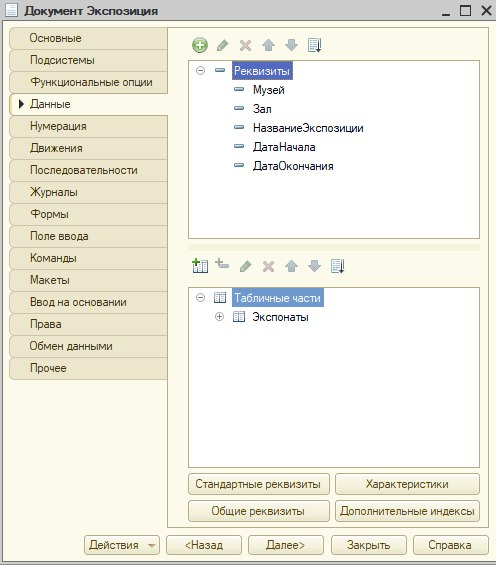 Документ Экспозиция
Основные
Подсистемы
Функциональные опции
Данные
Нумерация
Движения
Последовательности
Журналы
Формы
Поле ввода
Команды
Макеты
Ввод на основании
Права
Обмен данными
Прочее
Реквизиты
Музей
Зал
НазваниеЭкспозиции
ДатаНачала
ДатаОкончания
Табличные части
Экспонаты
Стандартные реквизиты
Характеристики
Общие реквизиты
Дополнительные индексы
Действия
<Назад
Далее>
Закрыть
Справка